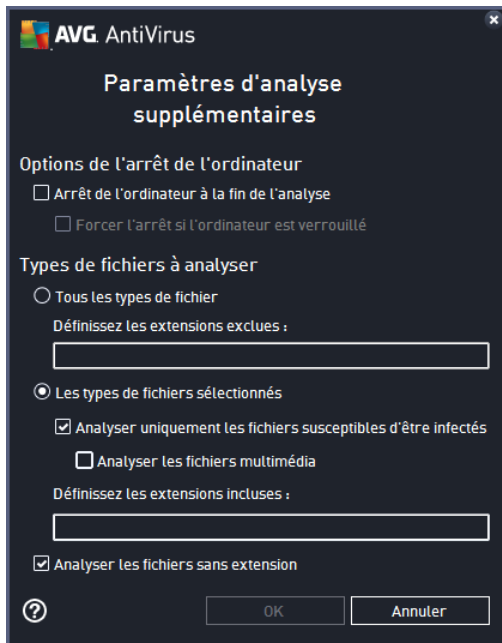 AVG. AntiVirus
Paramètres d'analyse
supplémentaires
Options de l'arrêt de l'ordinateur
Arrêt de l'ordinateur à la fin de l'analyse
Forcer l'arrêt si l'ordinateur est verrouillé
Types de fichiers à analyser
Tous les types de fichier
Définissez les extensions exclues :
Les types de fichiers sélectionnés
Analyser uniquement les fichiers susceptibles d'être infectés
Analyser les fichiers multimédia
Définissez les extensions incluses :
Analyser les fichiers sans extension
?
OK
Annuler